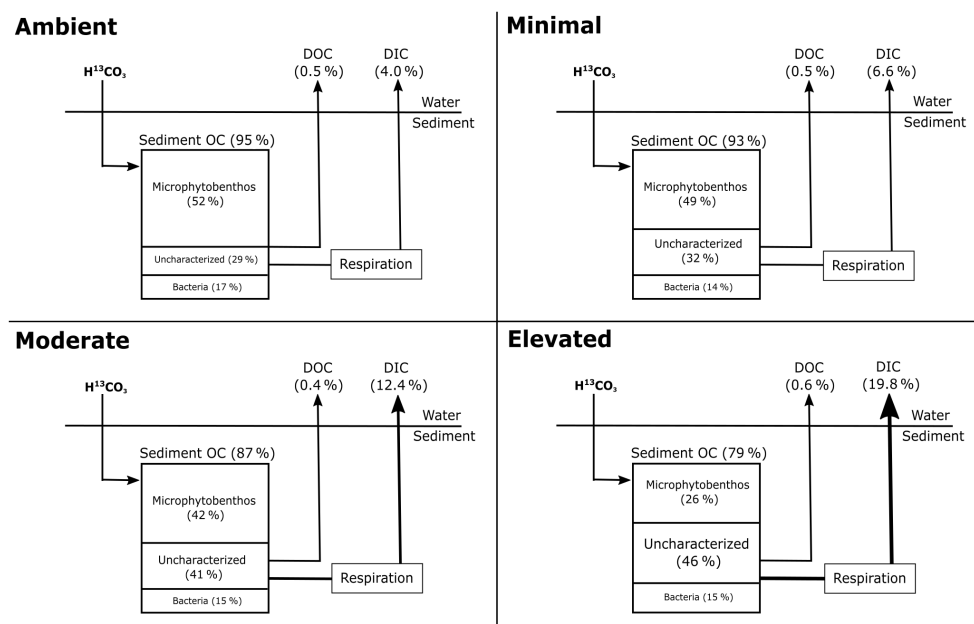 Ambient
H¹³CO₃
DOC
(0.5 %)
DIC
(4.0 %)
Water
Sediment
Sediment OC (95 %)
Microphytobenthos
(52 %)
Uncharacterized (29 %)
Bacteria (17 %)
Respiration
Minimal
H¹³CO₃
DOC
(0.5 %)
DIC
(6.6 %)
Water
Sediment
Sediment OC (93 %)
Microphytobenthos
(49 %)
Uncharacterized
(32 %)
Bacteria (14 %)
Respiration
Moderate
H¹³CO₃
DOC
(0.4 %)
DIC
(12.4 %)
Water
Sediment
Sediment OC (87 %)
Microphytobenthos
(42 %)
Uncharacterized
(41 %)
Bacteria (15 %)
Respiration
Elevated
H¹³CO₃
DOC
(0.6 %)
DIC
(19.8 %)
Water
Sediment
Sediment OC (79 %)
Microphytobenthos
(26 %)
Uncharacterized
(46 %)
Bacteria (15 %)
Respiration